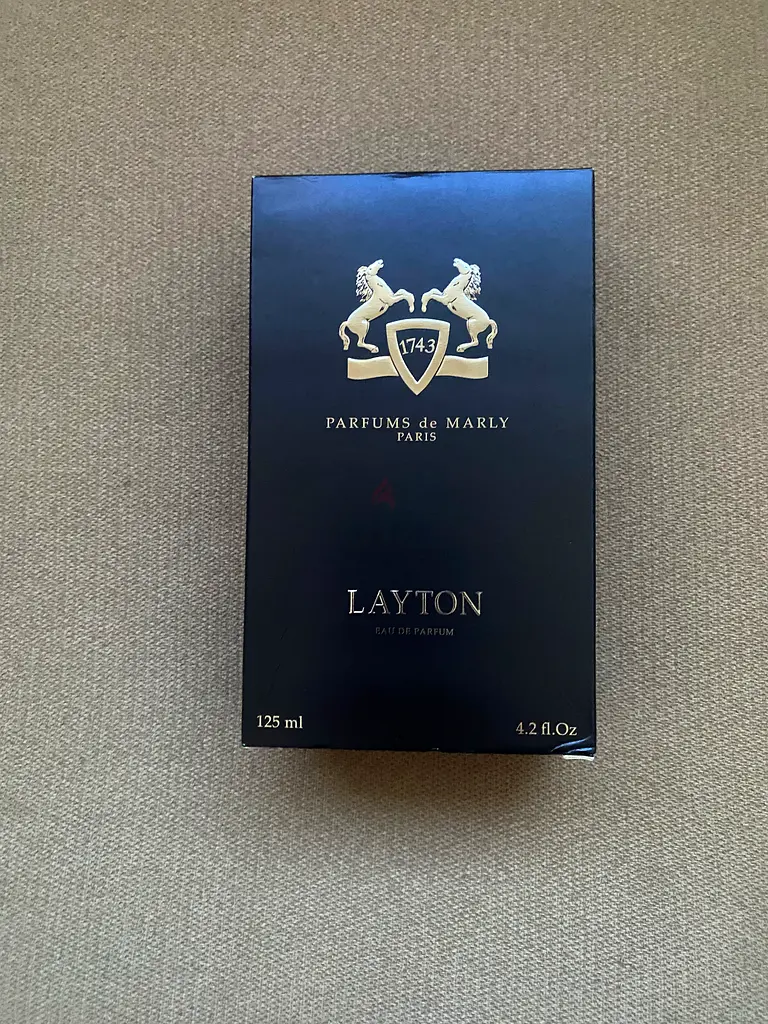 1743
PARFUMS de MARLY
PARIS
LAYTON
EAU DE PARFUM
125 ml
4.2 fl.Oz